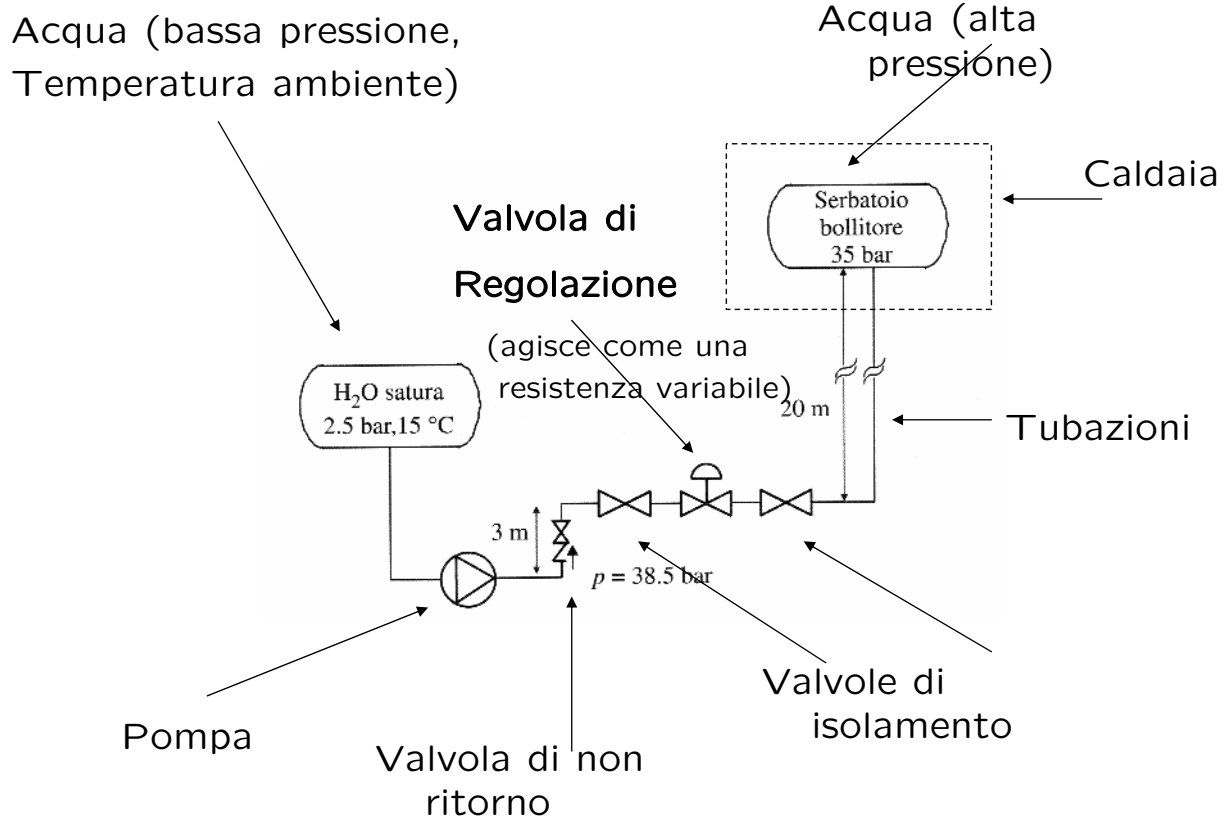 Acqua (bassa pressione,
Temperatura ambiente)
Acqua (alta
pressione)
Caldaia
Serbatoio
bollitore
35 bar
Valvola di
Regolazione
(agisce come una
resistenza variabile)
H₂O satura
2.5 bar,15 °C
20 m
Tubazioni
3 m
p = 38.5 bar
Pompa
Valvola di non
ritorno
Valvole di
isolamento